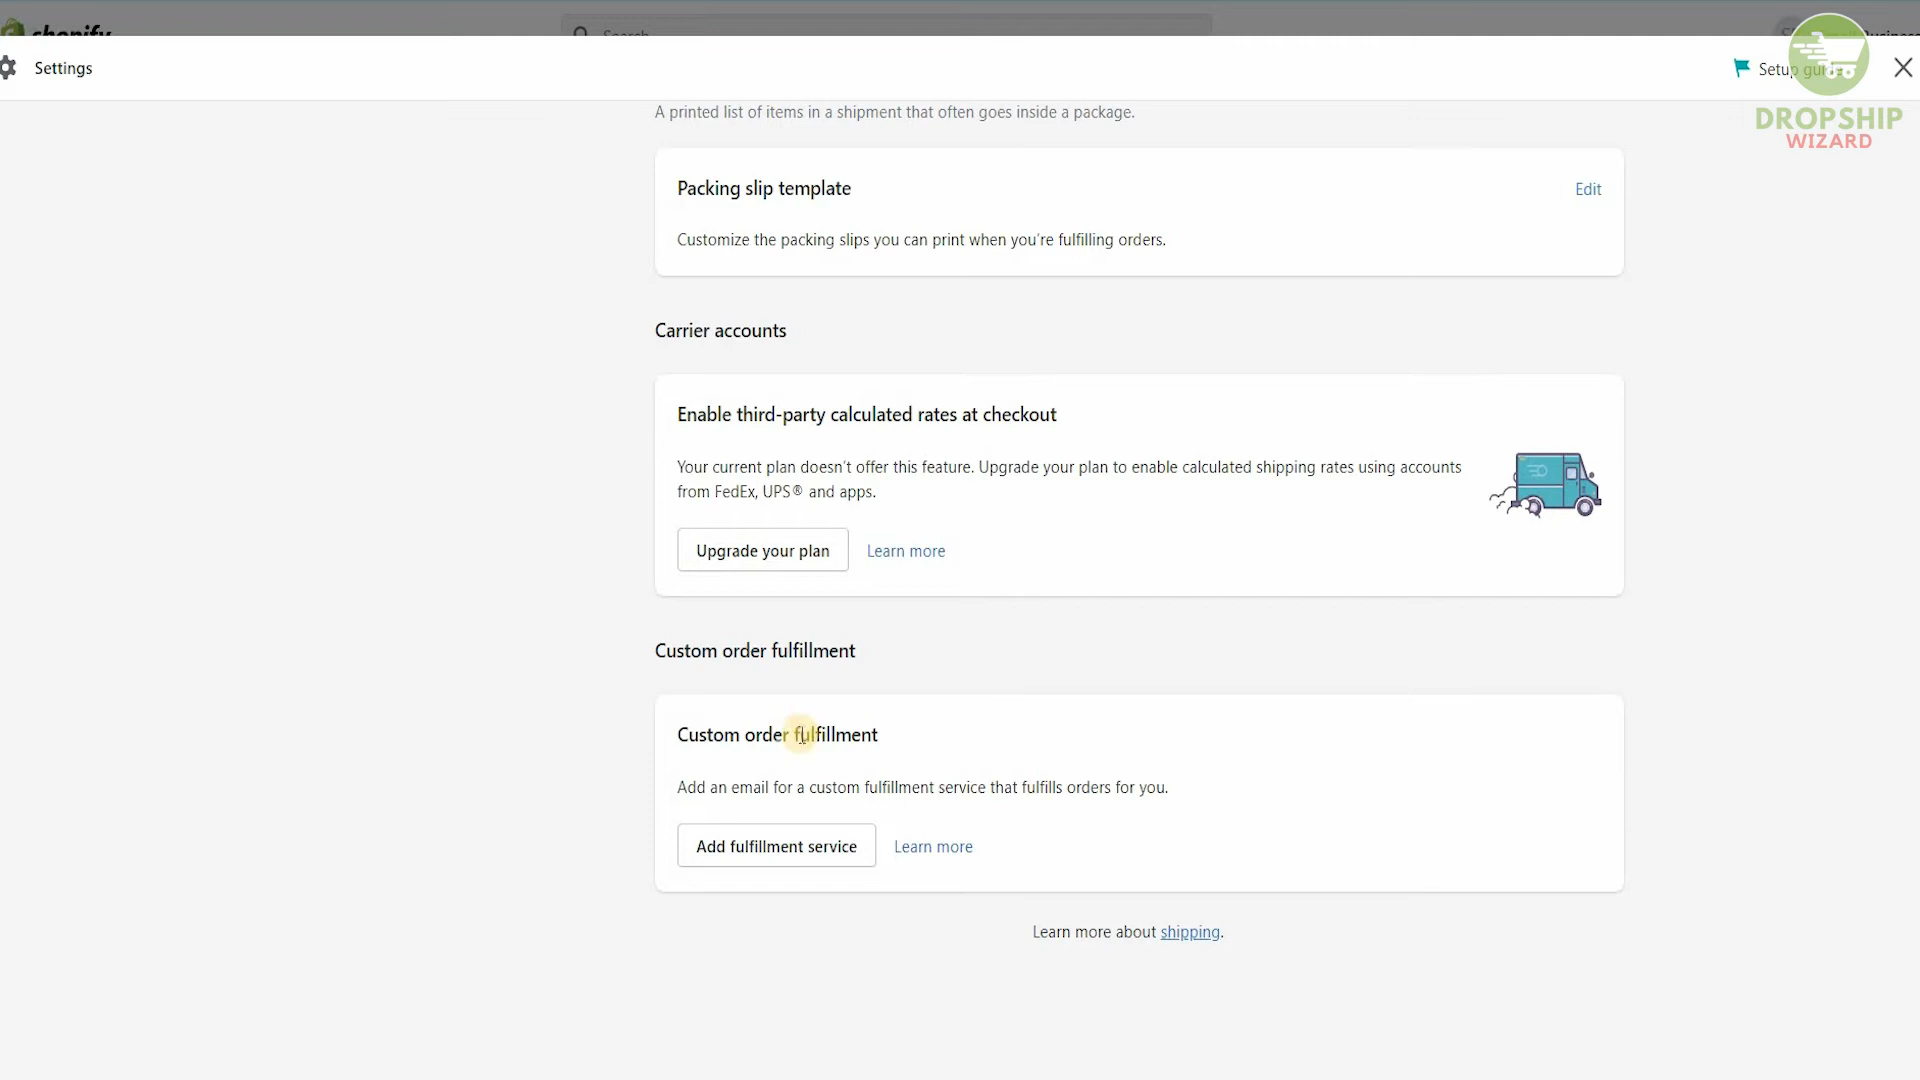 shopify
Search
Settings
Setup guide
DROPSHIP
WIZARD
A printed list of items in a shipment that often goes inside a package.
Packing slip template
Edit
Customize the packing slips you can print when you're fulfilling orders.
Carrier accounts
Enable third-party calculated rates at checkout
Your current plan doesn't offer this feature. Upgrade your plan to enable calculated shipping rates using accounts
from FedEx, UPS® and apps.
Upgrade your plan
Learn more
Custom order fulfillment
Custom order fulfillment
Add an email for a custom fulfillment service that fulfills orders for you.
Add fulfillment service
Learn more
Learn more about shipping.